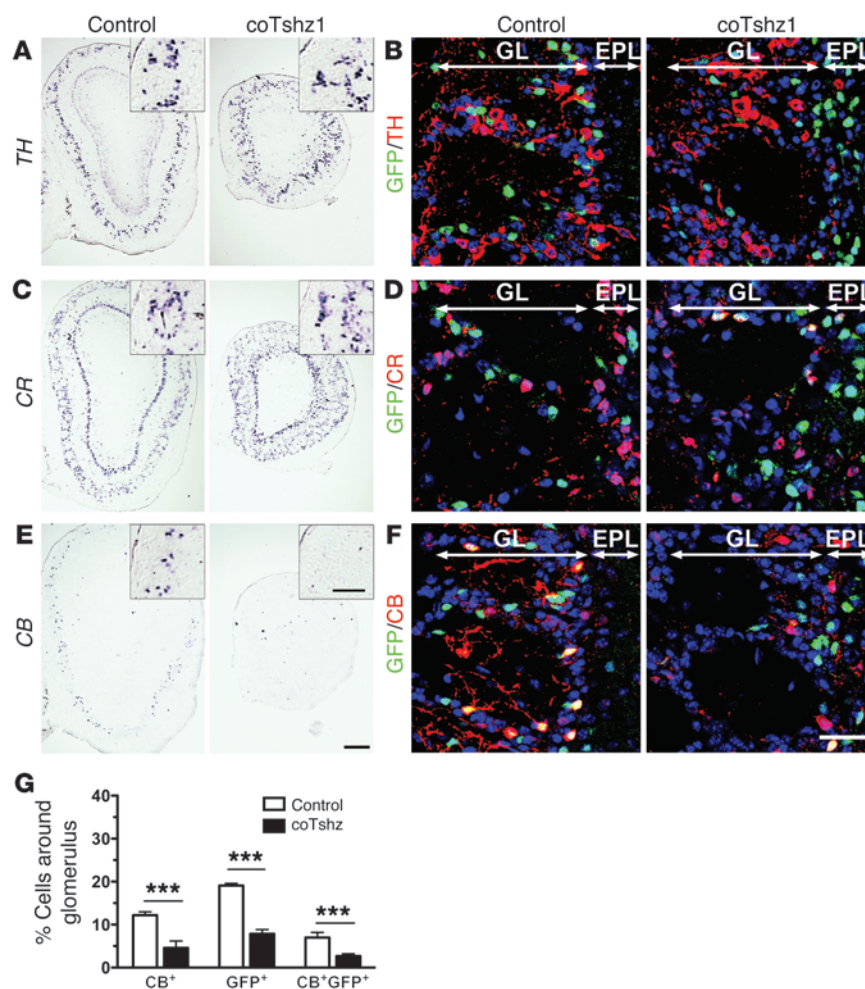 Control coTshz1 Control coTshz1
A B
GL EPL GL EPL
TH GFP/TH
C D
GL EPL GL EPL
CR GFP/CR
E F
GL EPL GL EPL
CB GFP/CB
G
40
30
20
10
0
% Cells around
glomerulus
Control
coTshz
*** *** ***
CB+ GFP+ CB+GFP+